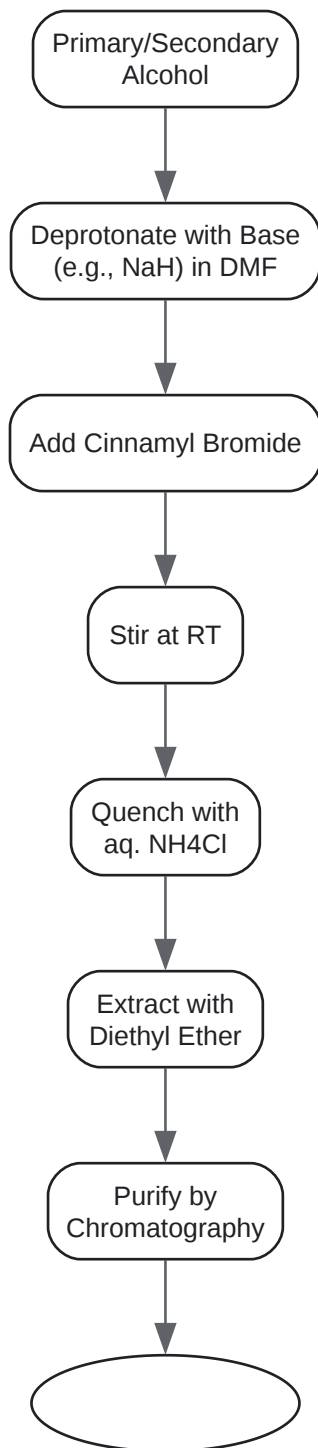 Primary/Secondary
Alcohol
Deprotonate with Base
(e.g., NaH) in DMF
Add Cinnamyl Bromide
Stir at RT
Quench with
aq. NH4Cl
Extract with
Diethyl Ether
Purify by
Chromatography